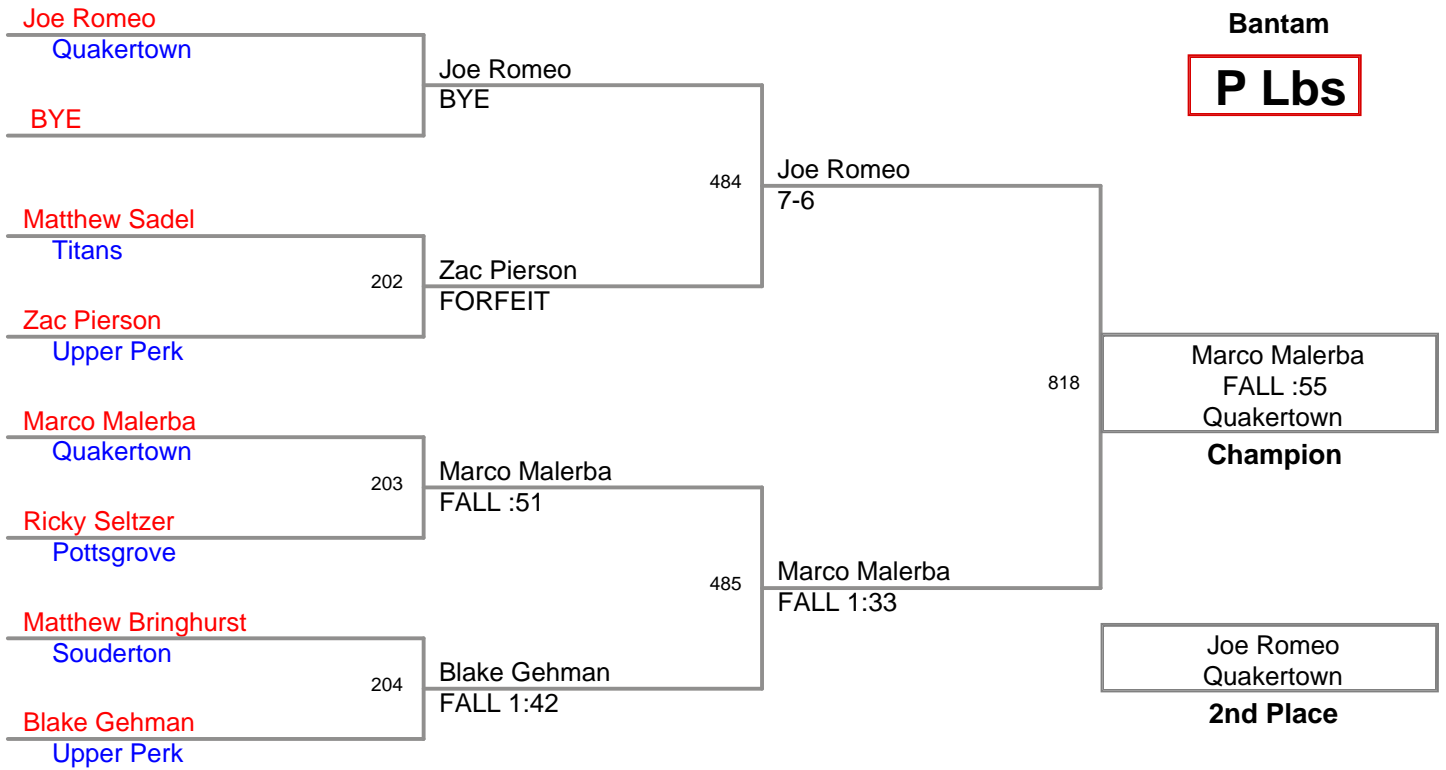 Joe Romeo
Quakertown
BYE
Matthew Sadel
Titans
Zac Pierson
Upper Perk
Marco Malerba
Quakertown
Ricky Seltzer
Pottsgrove
Matthew Bringhurst
Souderton
Blake Gehman
Upper Perk
202
203
204
Joe Romeo
BYE
Zac Pierson
FORFEIT
Marco Malerba
FALL :51
Blake Gehman
FALL 1:42
484
485
Joe Romeo
7-6
Marco Malerba
FALL 1:33
818
Bantam
P Lbs
Marco Malerba
FALL :55
Quakertown
Champion
Joe Romeo
Quakertown
2nd Place